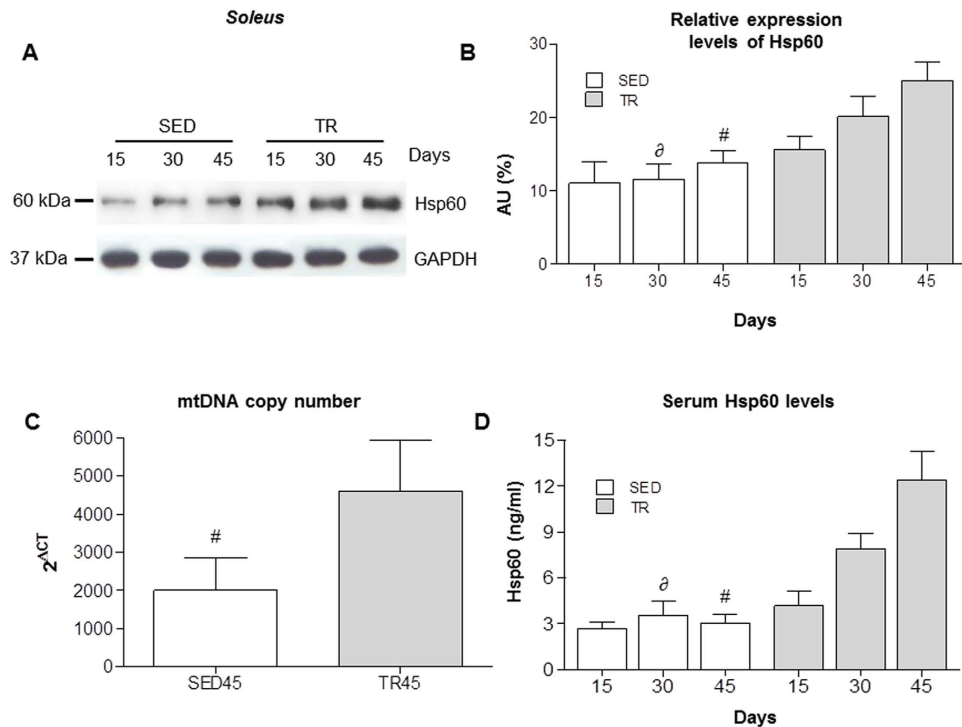 Soleus
A
SED TR
15 30 45 15 30 45 Days
60 kDa Hsp60
37 kDa GAPDH
B
Relative expression
levels of Hsp60
AU (%)
30
20
10
0
SED
TR
∂
#
15 30 45 15 30 45
Days
C
mtDNA copy number
2^ΔCT
6000
5000
4000
3000
2000
1000
0
#
SED45 TR45
D
Serum Hsp60 levels
Hsp60 (ng/ml)
15
12
9
6
3
0
SED
TR
∂
#
15 30 45 15 30 45
Days